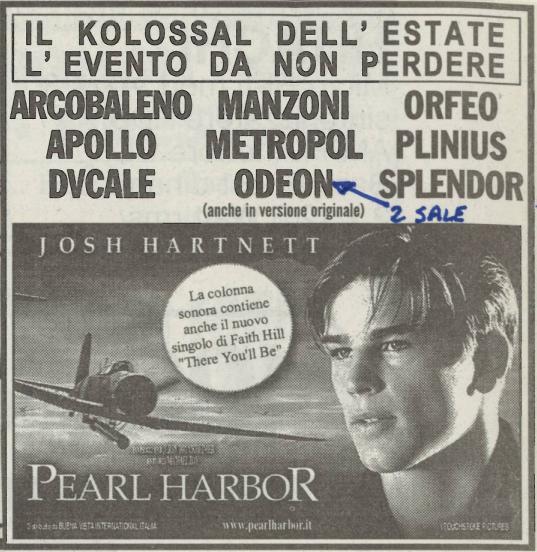 IL KOLOSSAL DELL' ESTATE
L' EVENTO DA NON PERDERE
ARCOBALENO MANZONI ORFEO
APOLLO METROPOL PLINIUS
DVCALE ODEON SPLENDOR
(anche in versione originale)
2 SALE
JOSH HARTNETT
La colonna
sonora contiene
anche il nuovo
singolo di Faith Hill
"There You'll Be"
PEARL HARBOR
BUENA VISTA INTERNATIONAL ITALIA
www.pearlharbor.it
TOUCHSTONE PICTURES